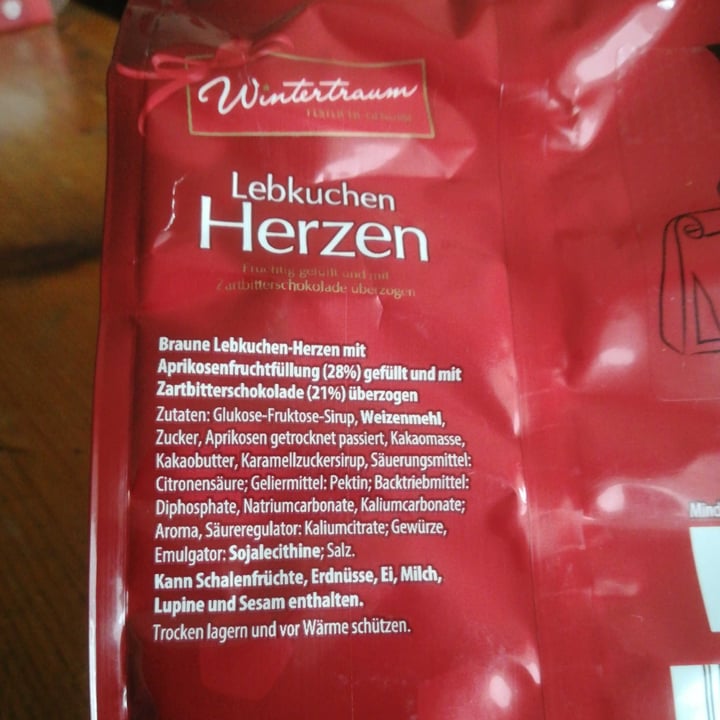 Wintertraum
Lebkuchen
Herzen
Fruchtig gefüllt und mit
Zartbitterschokolade überzogen
Braune Lebkuchen-Herzen mit
Aprikosenfruchtfüllung (28%) gefüllt und mit
Zartbitterschokolade (21%) überzogen
Zutaten: Glukose-Fruktose-Sirup, Weizenmehl,
Zucker, Aprikosen getrocknet passiert, Kakaomasse,
Kakaobutter, Karamellzuckersirup, Säuerungsmittel:
Citronensäure; Geliermittel: Pektin; Backtriebmittel:
Diphosphate, Natriumcarbonate, Kaliumcarbonate;
Aroma, Säureregulator: Kaliumcitrate; Gewürze,
Emulgator: Sojalecithine; Salz.
Kann Schalenfrüchte, Erdnüsse, Ei, Milch,
Lupine und Sesam enthalten.
Trocken lagern und vor Wärme schützen.
Mind